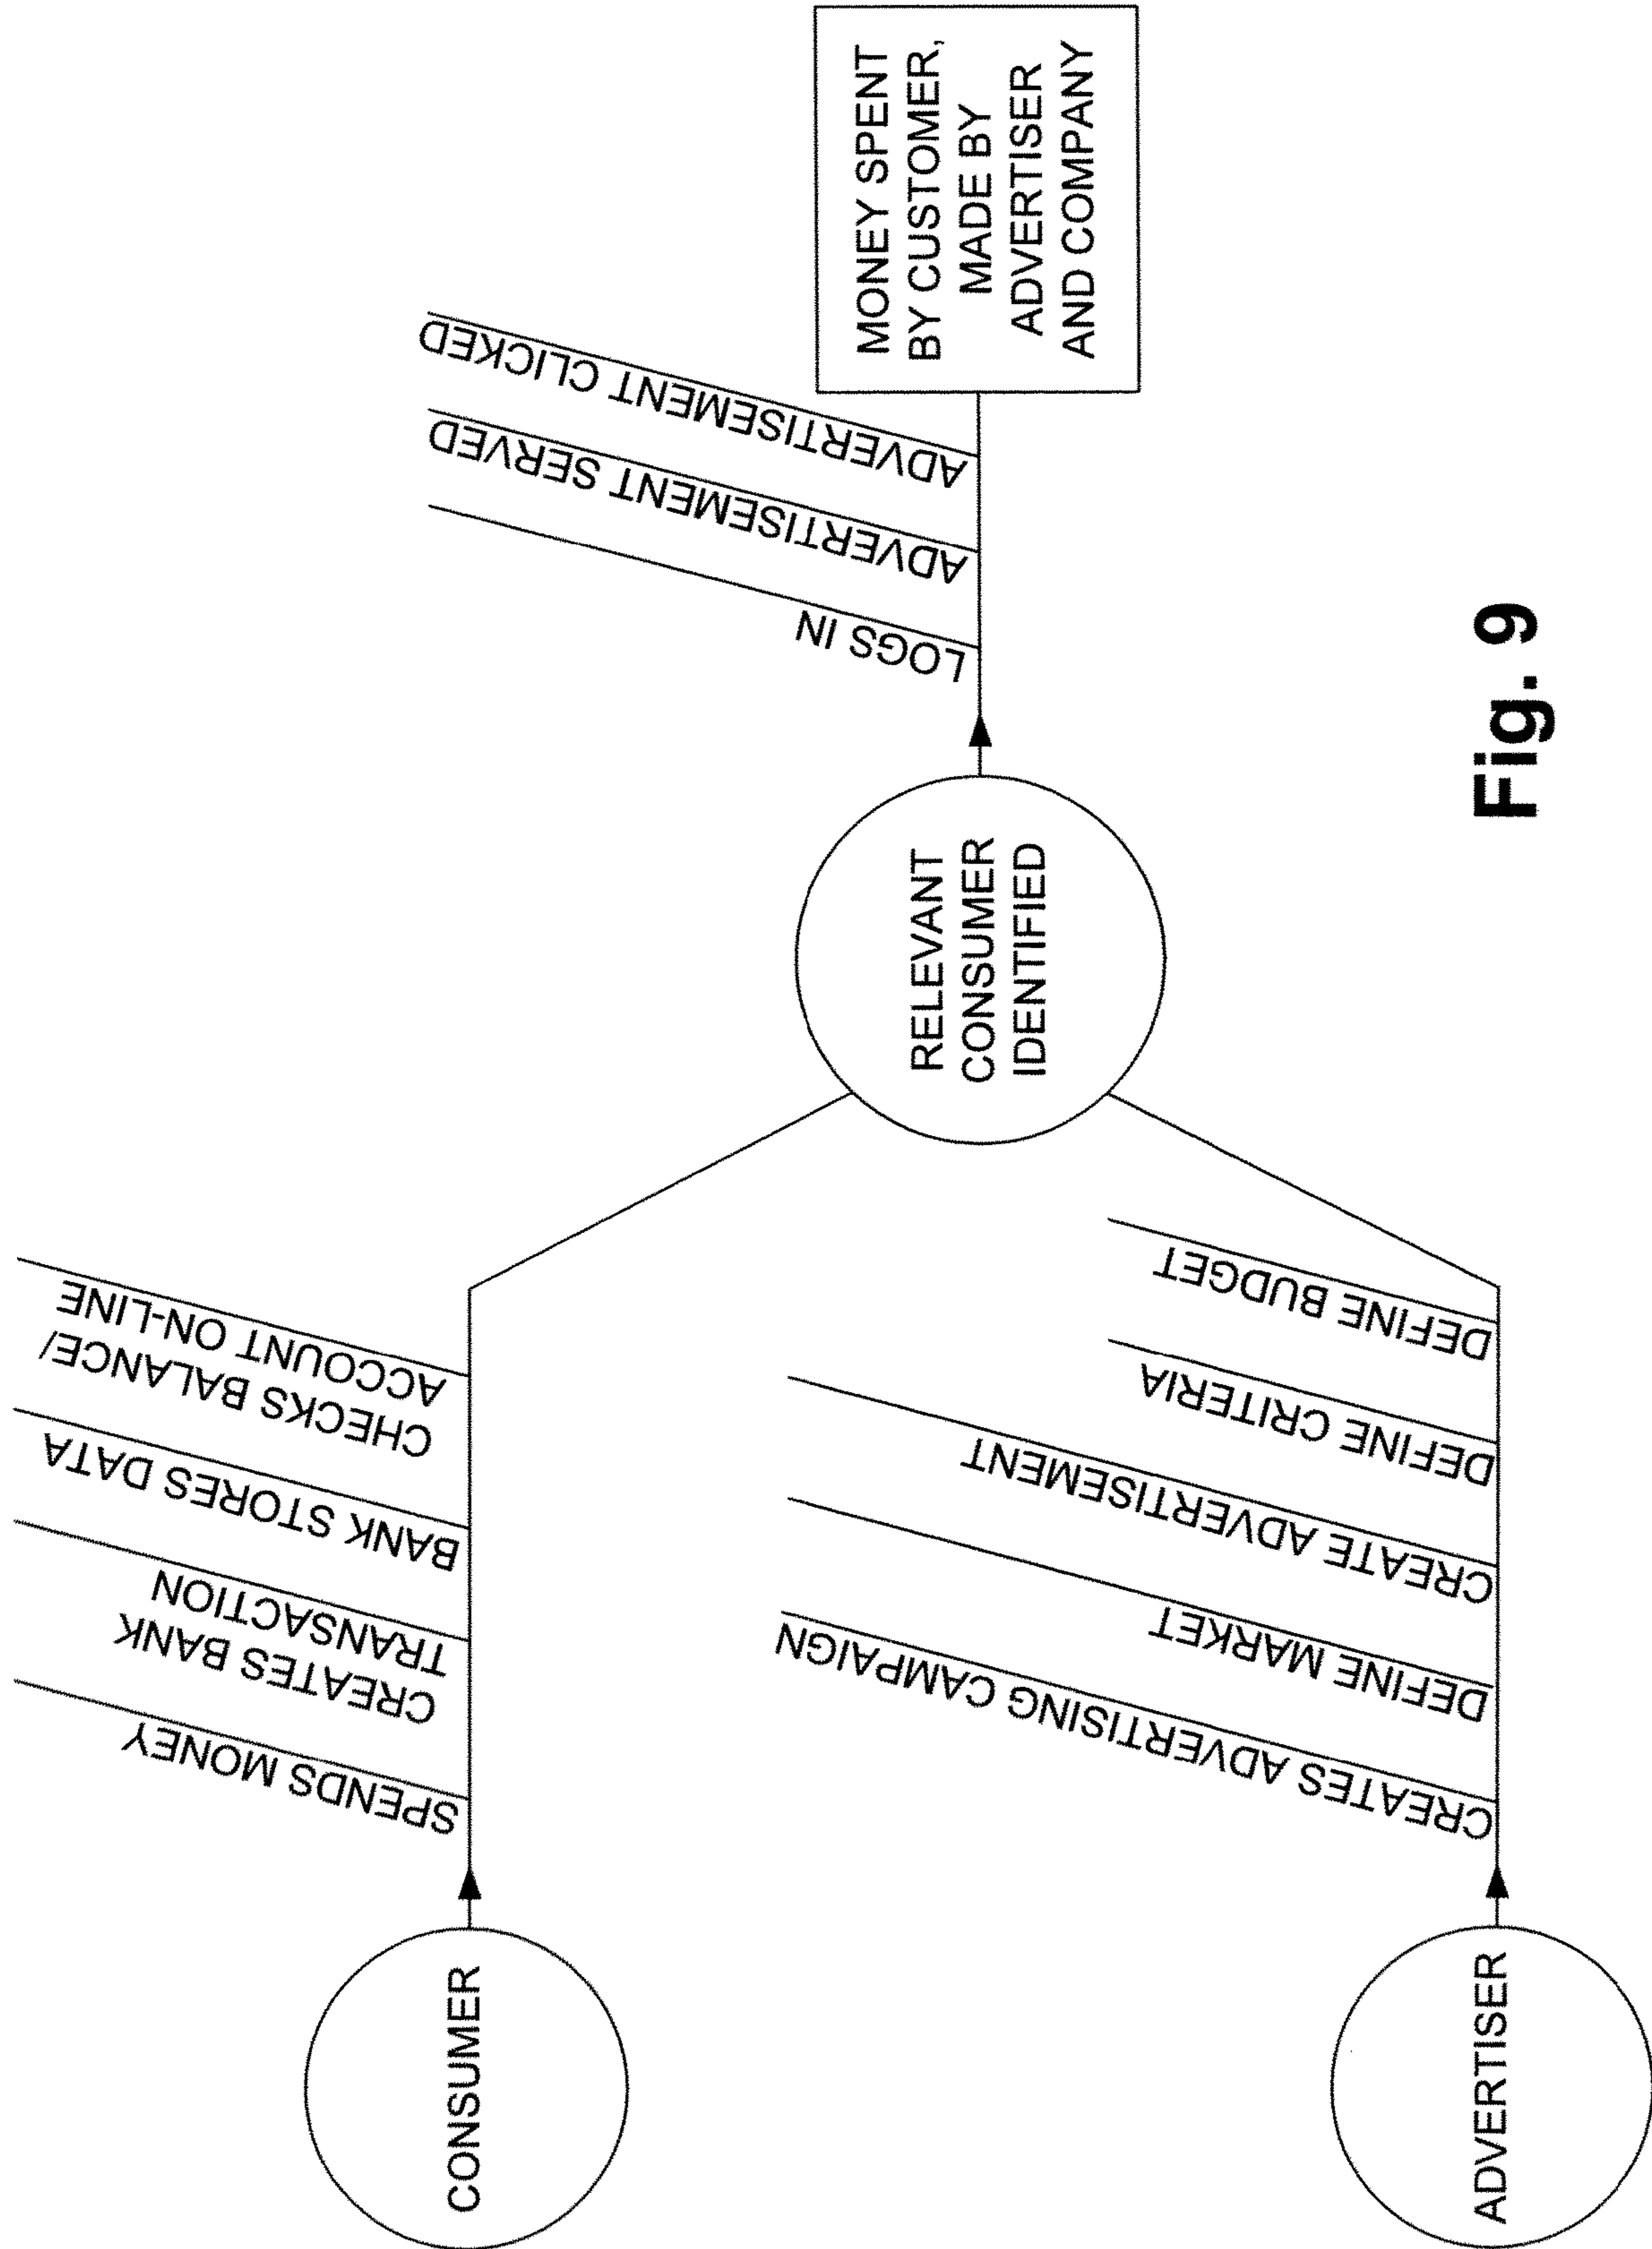 CONSUMER
SPENDS MONEY
CREATES BANK
TRANSACTION
BANK STORES DATA
CHECKS BALANCE/
ACCOUNT ON-LINE
ADVERTISER
CREATES ADVERTISING CAMPAIGN
DEFINE MARKET
CREATE ADVERTISEMENT
DEFINE CRITERIA
DEFINE BUDGET
RELEVANT
CONSUMER
IDENTIFIED
LOGS IN
ADVERTISEMENT SERVED
ADVERTISEMENT CLICKED
MONEY SPENT
BY CUSTOMER,
MADE BY
ADVERTISER
AND COMPANY
Fig. 9